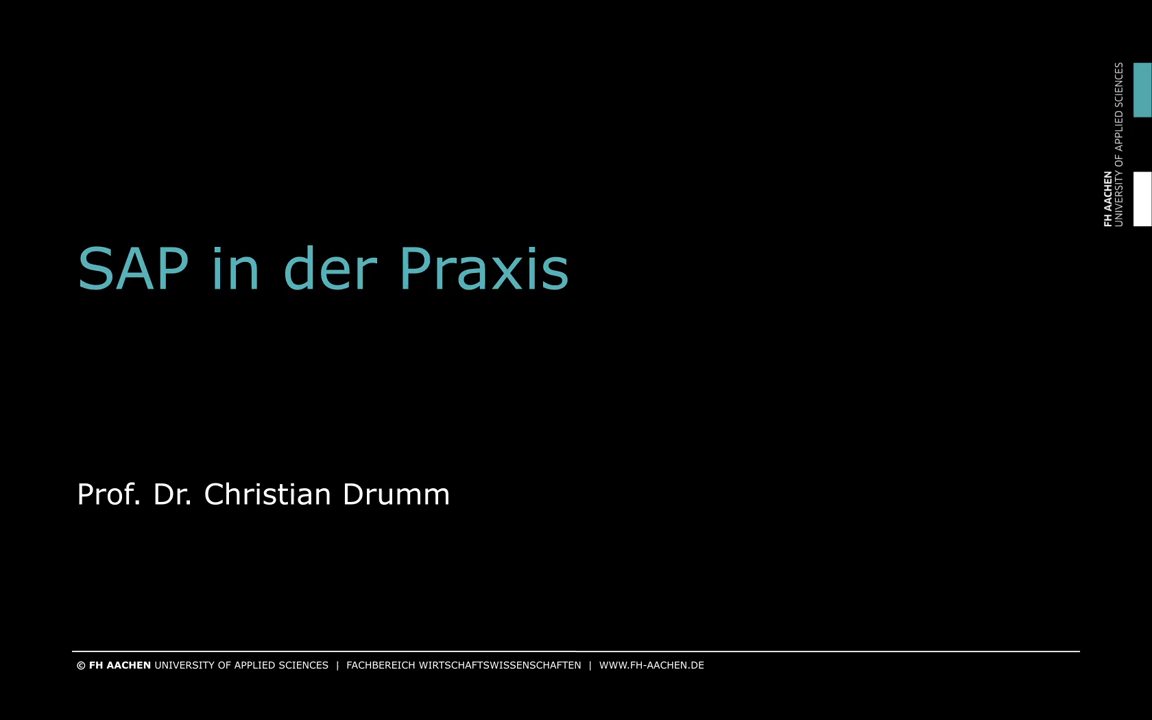 FH AACHEN
UNIVERSITY OF APPLIED SCIENCES
SAP in der Praxis
Prof. Dr. Christian Drumm
© FH AACHEN UNIVERSITY OF APPLIED SCIENCES | FACHBEREICH WIRTSCHAFTSWISSENSCHAFTEN | WWW.FH-AACHEN.DE